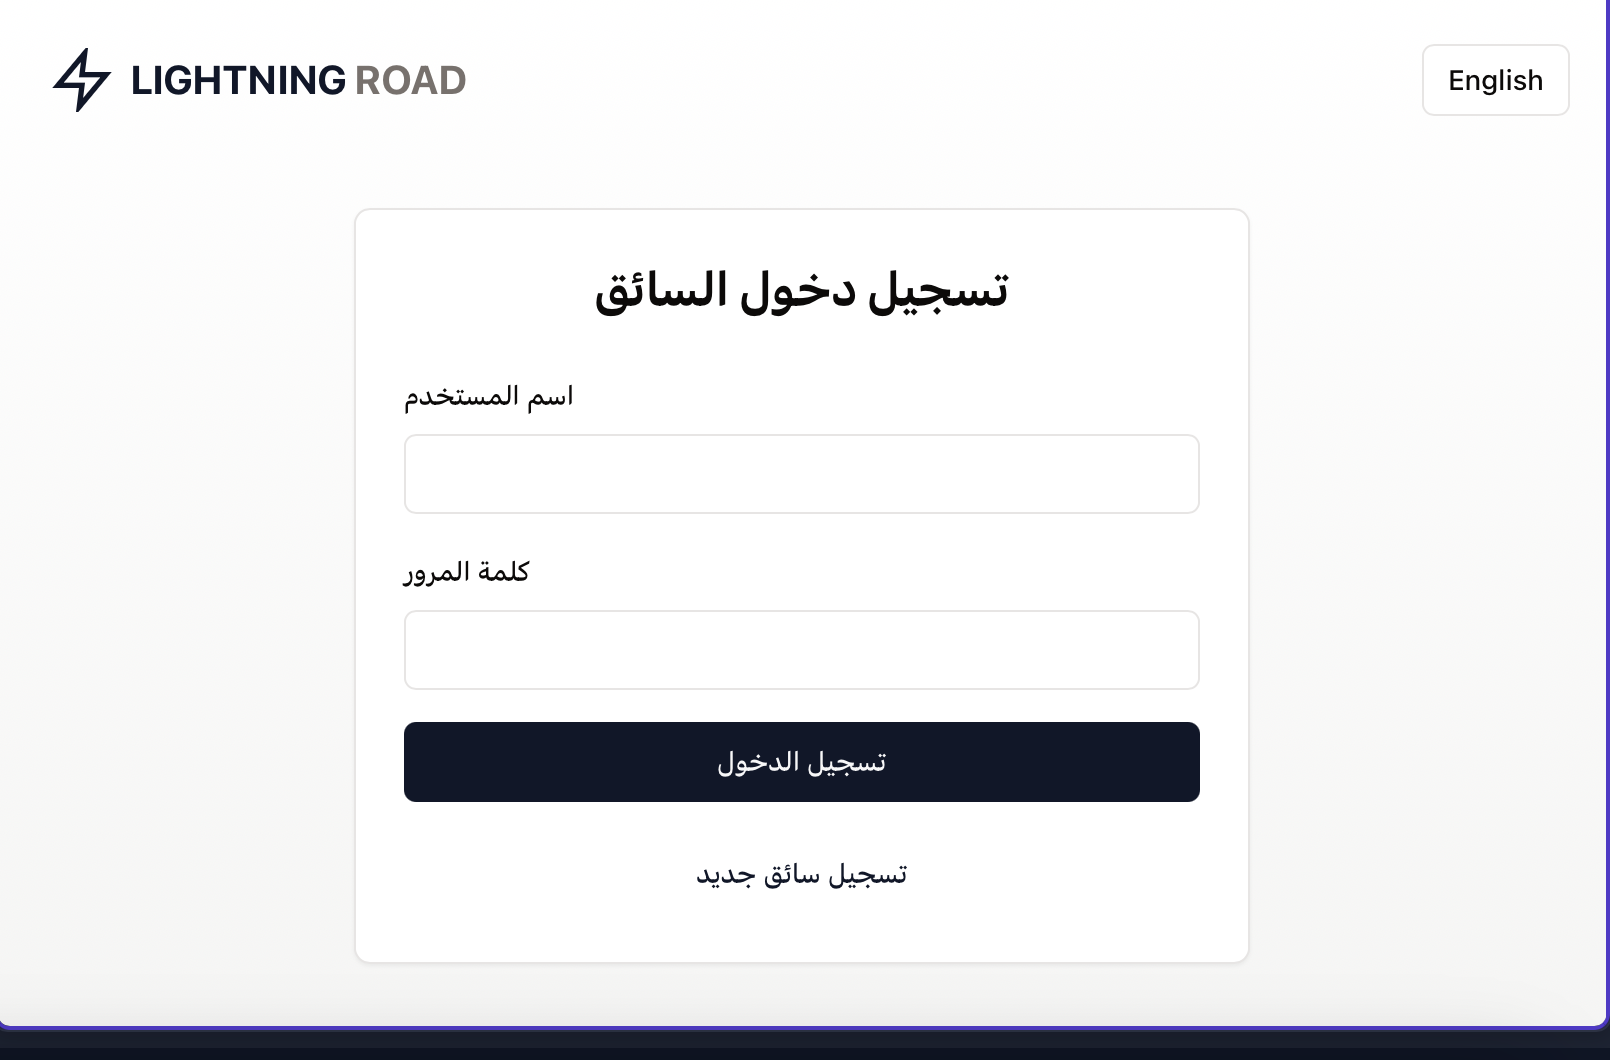 LIGHTNING ROAD
English
تسجيل دخول السائق
اسم المستخدم
كلمة المرور
تسجيل الدخول
تسجيل سائق جديد